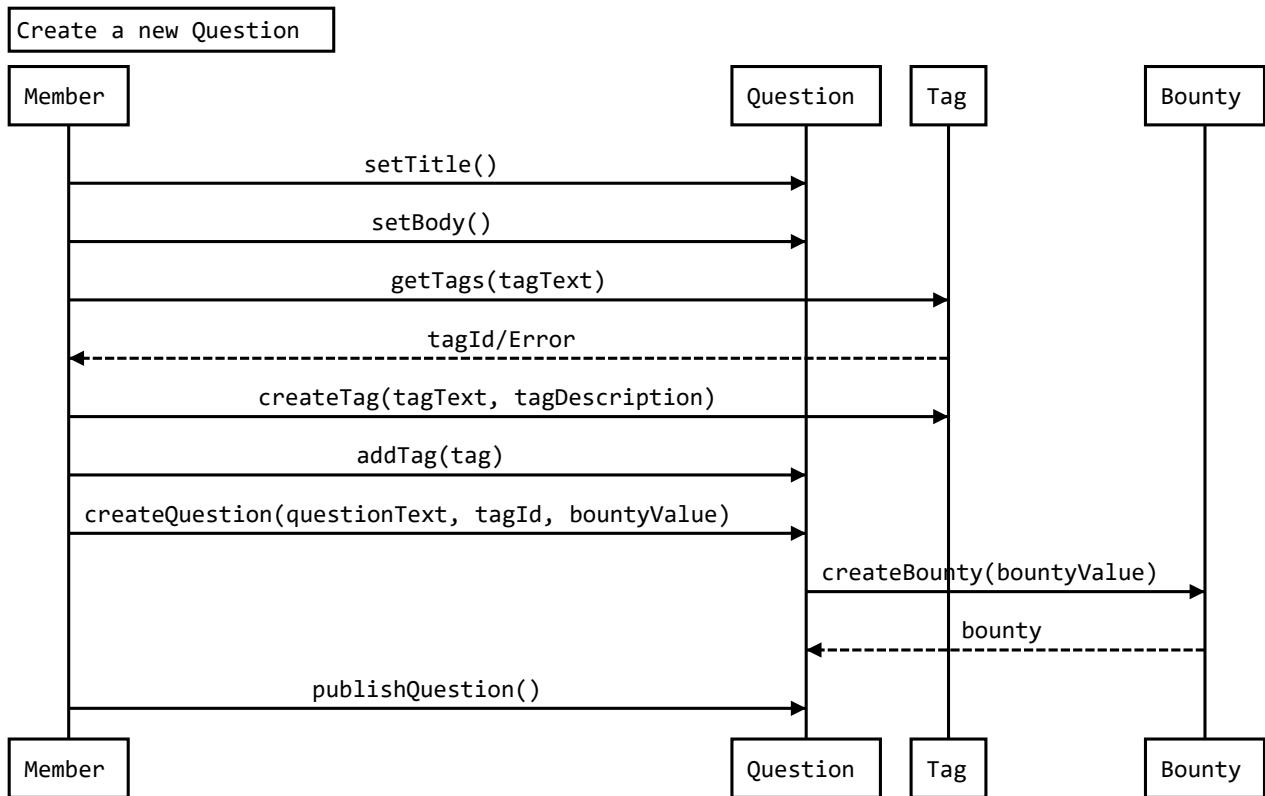 Create a new Question
Member
Question
Tag
Bounty
setTitle()
setBody()
getTags(tagText)
tagId/Error
createTag(tagText, tagDescription)
addTag(tag)
createQuestion(questionText, tagId, bountyValue)
createBounty(bountyValue)
bounty
publishQuestion()
Member
Question
Tag
Bounty